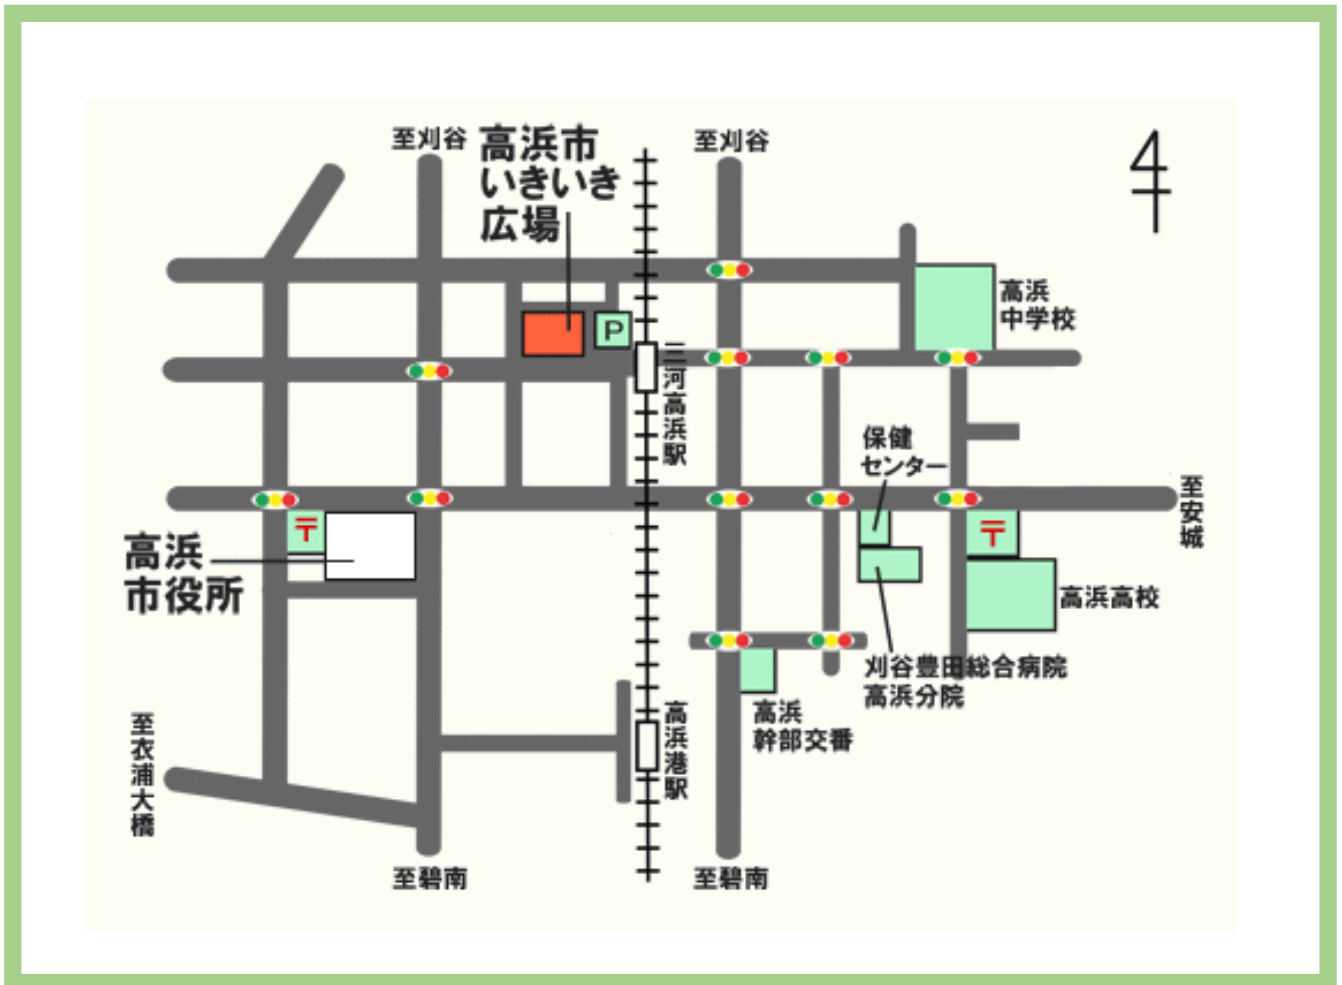 至刈谷
高浜市
いきいき
広場
至刈谷
高浜
中学校
P
三河高浜駅
保健
センター
至安城
〒
高浜
市役所
〒
高浜高校
刈谷豊田総合病院
高浜分院
高浜
幹部交番
高浜港駅
至衣浦大橋
至碧南
至碧南